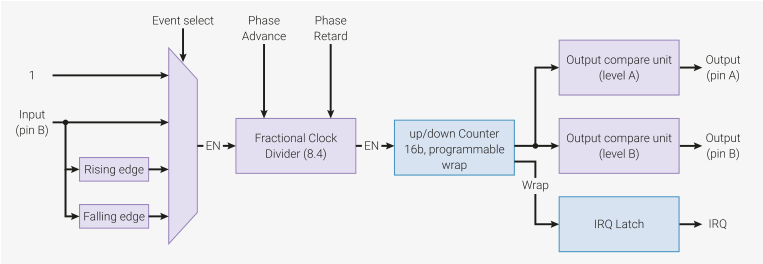 Event select
Phase
Advance
Phase
Retard
1
Input
(pin B)
Rising edge
Falling edge
EN
Fractional Clock
Divider (8.4)
EN
up/down Counter
16b, programmable
wrap
Wrap
Output compare unit
(level A)
Output
(pin A)
Output compare unit
(level B)
Output
(pin B)
IRQ Latch
IRQ